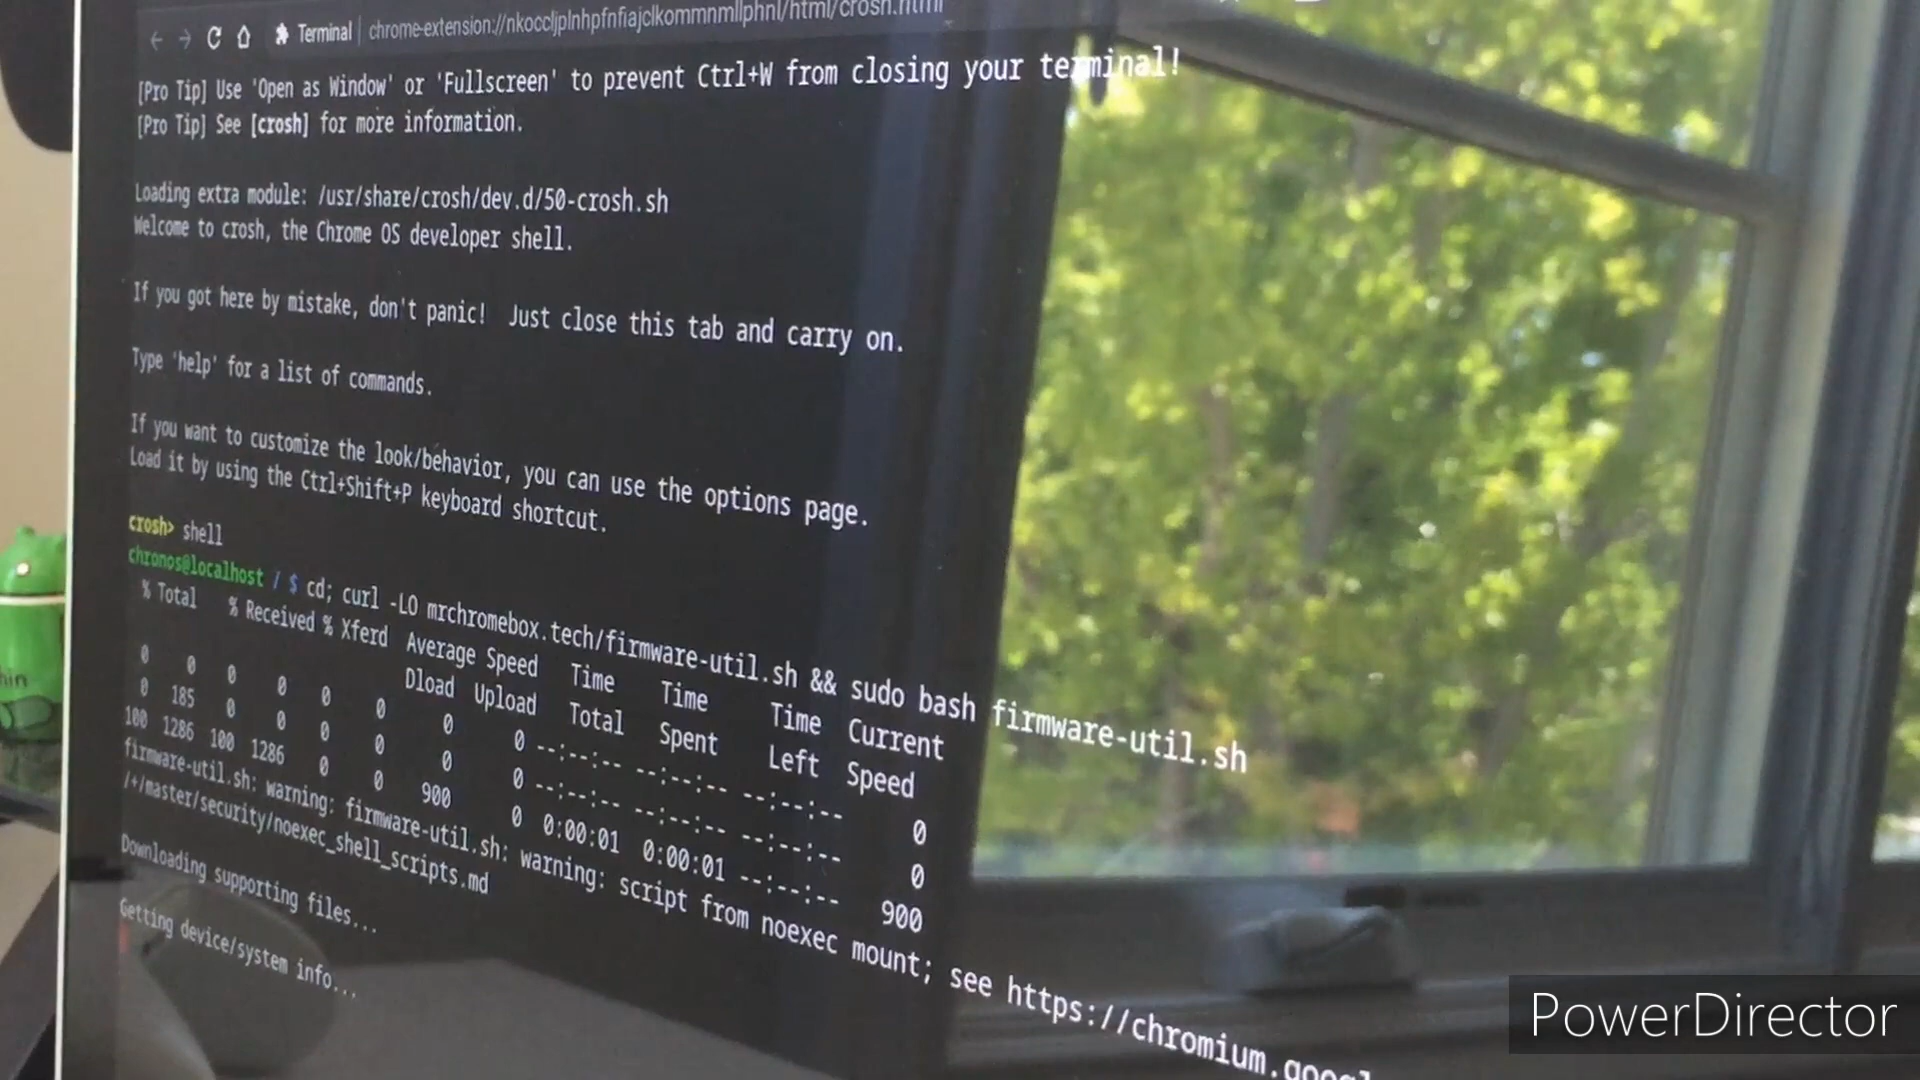 Terminal | chrome-extension://nkoccljplnhpfnfiajclkommnmllphnl/html/crosh.html
[Pro Tip] Use 'Open as Window' or 'Fullscreen' to prevent Ctrl+W from closing your terminal!
[Pro Tip] See [crosh] for more information.
Loading extra module: /usr/share/crosh/dev.d/50-crosh.sh
Welcome to crosh, the Chrome OS developer shell.
If you got here by mistake, don't panic!  Just close this tab and carry on.
Type 'help' for a list of commands.
If you want to customize the look/behavior, you can use the options page.
Load it by using the Ctrl+Shift+P keyboard shortcut.
crosh> shell
chronos@localhost / $ cd; curl -LO mrchromebox.tech/firmware-util.sh && sudo bash firmware-util.sh
% Total % Received % Xferd Average Speed Time Time Time Current
Dload Upload Total Spent Left Speed
0 0 0 0 0 0 0 0 --:--:-- --:--:-- --:--:-- 0
0 185 0 0 0 0 0 0 --:--:-- --:--:-- --:--:-- 0
100 1286 100 1286 0 0 900 0 0:00:01 0:00:01 --:--:-- 900
firmware-util.sh: warning: firmware-util.sh: warning: script from noexec mount; see https://chromium.googl
/+/master/security/noexec_shell_scripts.md
Downloading supporting files...
Getting device/system info...
PowerDirector